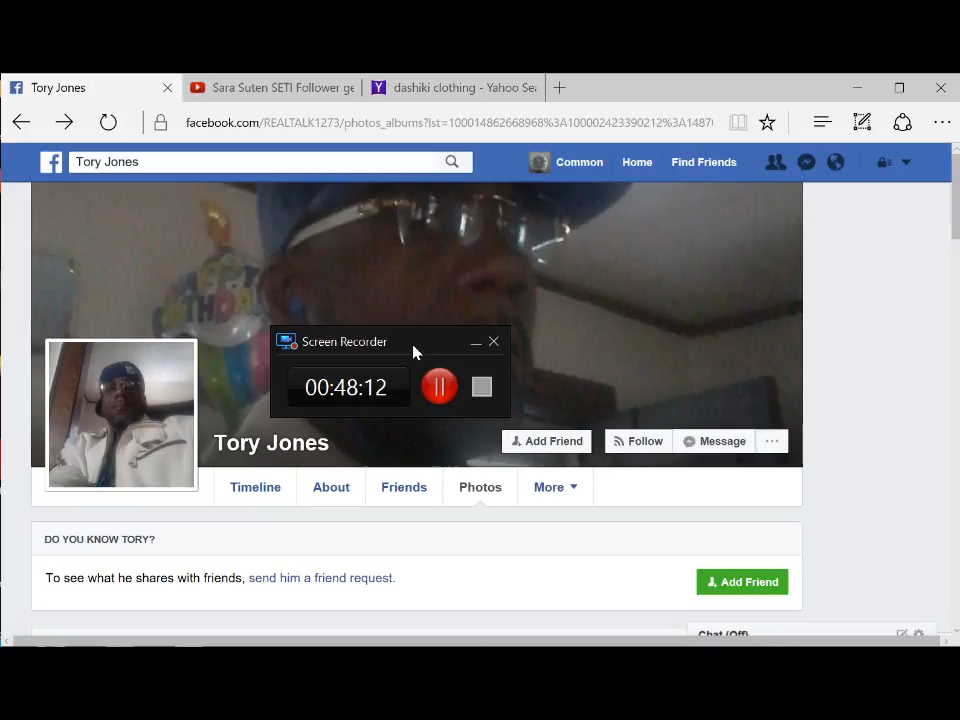 Tory Jones
Sara Suten SETI Follower ge
dashiki clothing - Yahoo Sea
facebook.com/REALTALK1273/photos_albums?lst=100014862668968%3A100002423390212%3A1487
Tory Jones
Common
Home
Find Friends
Screen Recorder
00:48:12
Tory Jones
Add Friend
Follow
Message
Timeline
About
Friends
Photos
More
DO YOU KNOW TORY?
To see what he shares with friends, send him a friend request.
Add Friend
Chat (Off)